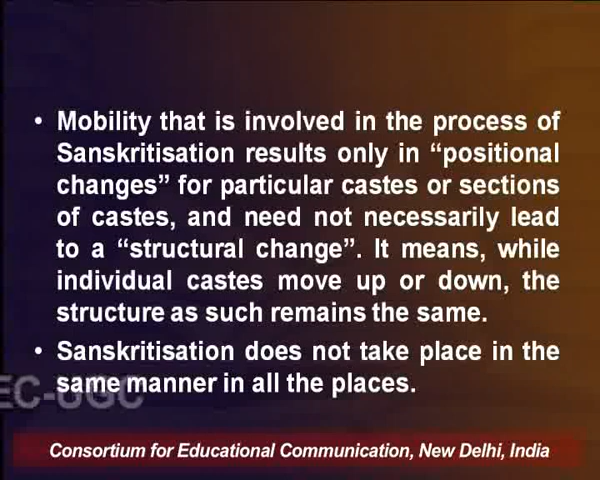 • Mobility that is involved in the process of
Sanskritisation results only in “positional
changes” for particular castes or sections
of castes, and need not necessarily lead
to a “structural change”. It means, while
individual castes move up or down, the
structure as such remains the same.
• Sanskritisation does not take place in the
same manner in all the places.
EC-UGC
Consortium for Educational Communication, New Delhi, India